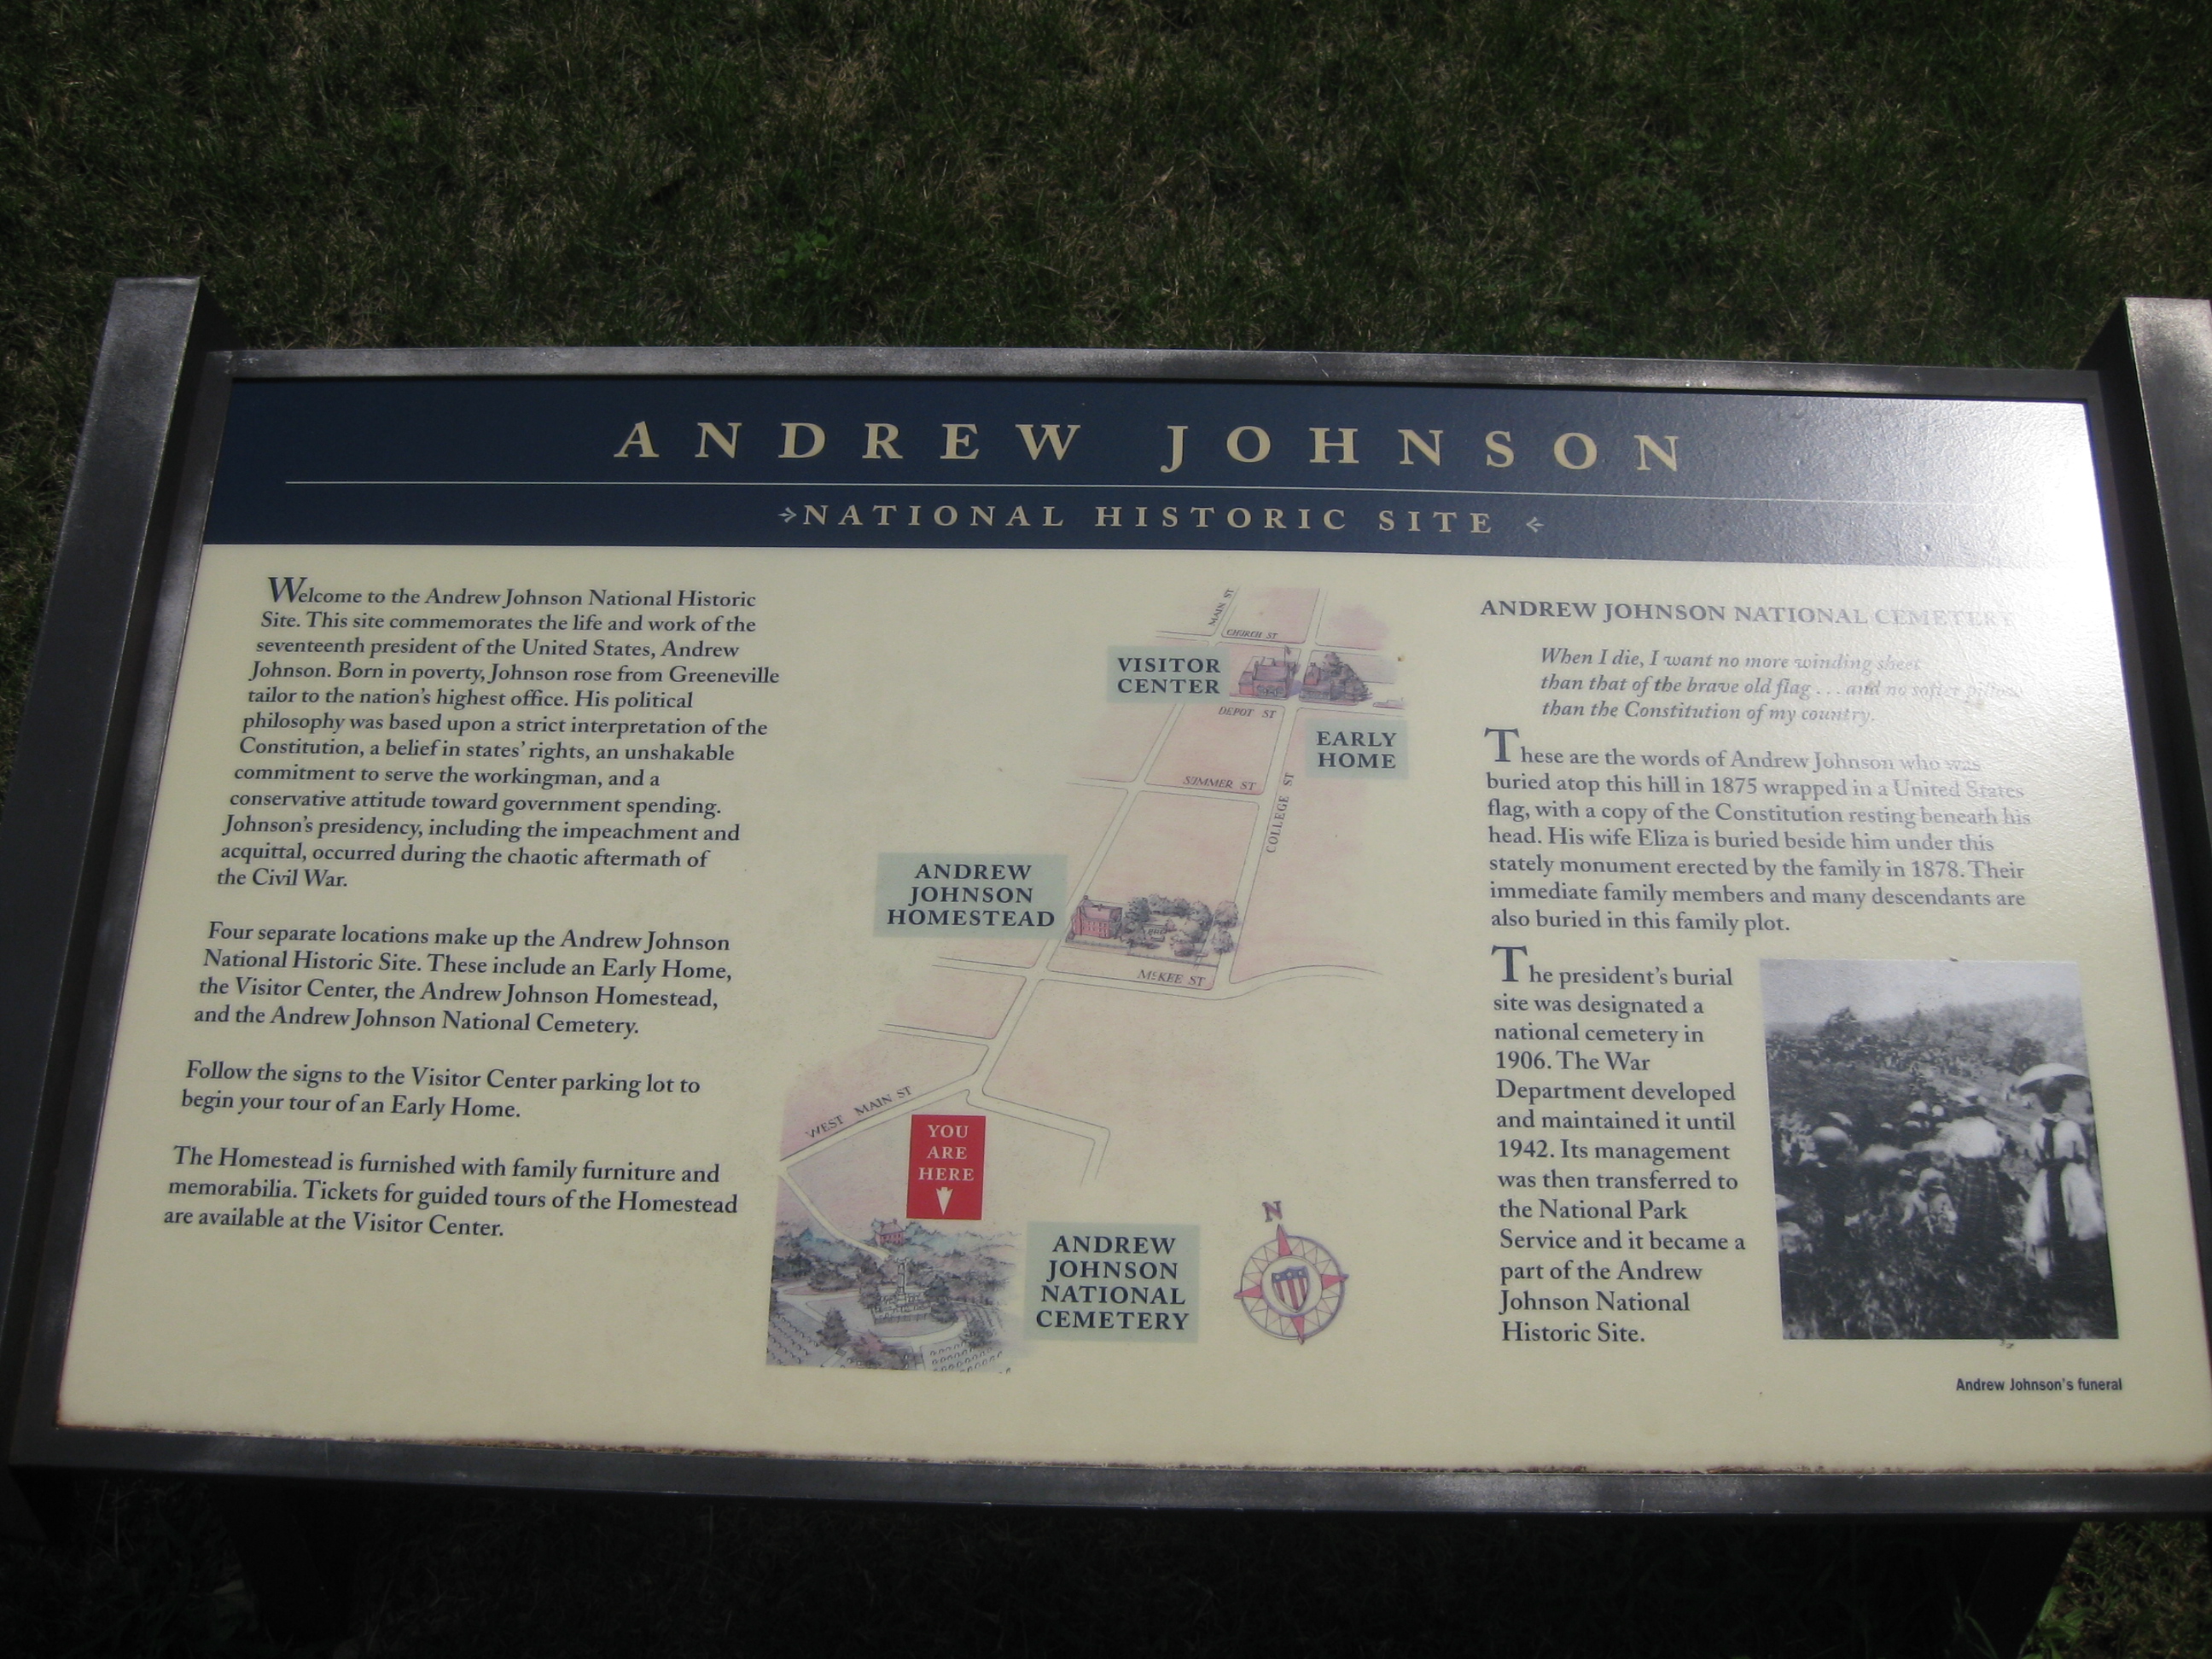 ANDREW JOHNSON
NATIONAL HISTORIC SITE
Welcome to the Andrew Johnson National Historic
Site. This site commemorates the life and work of the
seventeenth president of the United States, Andrew
Johnson. Born in poverty, Johnson rose from Greeneville
tailor to the nation's highest office. His political
philosophy was based upon a strict interpretation of the
Constitution, a belief in states' rights, an unshakable
commitment to serve the workingman, and a
conservative attitude toward government spending.
Johnson's presidency, including the impeachment and
acquittal, occurred during the chaotic aftermath of
the Civil War.
Four separate locations make up the Andrew Johnson
National Historic Site. These include an Early Home,
the Visitor Center, the Andrew Johnson Homestead,
and the Andrew Johnson National Cemetery.
Follow the signs to the Visitor Center parking lot to
begin your tour of an Early Home.
The Homestead is furnished with family furniture and
memorabilia. Tickets for guided tours of the Homestead
are available at the Visitor Center.
MAIN ST
CHURCH ST
VISITOR
CENTER
DEPOT ST
EARLY
HOME
SUMMER ST
COLLEGE ST
ANDREW
JOHNSON
HOMESTEAD
McKEE ST
WEST MAIN ST
YOU
ARE
HERE
ANDREW
JOHNSON
NATIONAL
CEMETERY
N
ANDREW JOHNSON NATIONAL CEMETERY
When I die, I want no more winding sheet
than that of the brave old flag . . . and no softer pillow
than the Constitution of my country.
These are the words of Andrew Johnson who was
buried atop this hill in 1875 wrapped in a United States
flag, with a copy of the Constitution resting beneath his
head. His wife Eliza is buried beside him under this
stately monument erected by the family in 1878. Their
immediate family members and many descendants are
also buried in this family plot.
The president's burial
site was designated a
national cemetery in
1906. The War
Department developed
and maintained it until
1942. Its management
was then transferred to
the National Park
Service and it became a
part of the Andrew
Johnson National
Historic Site.
Andrew Johnson's funeral